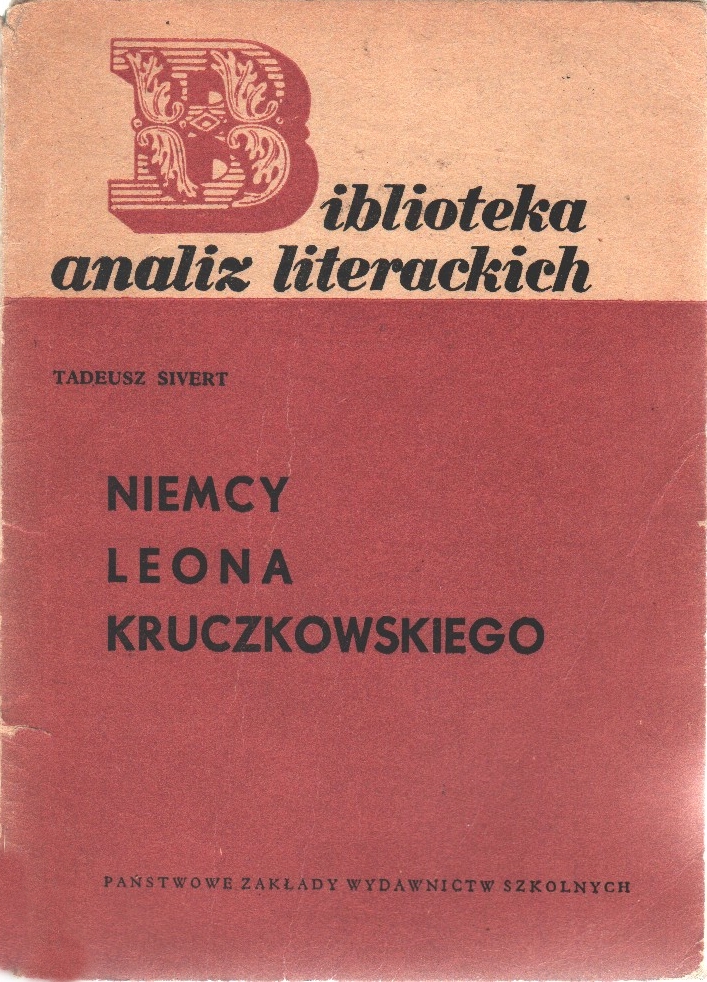 Biblioteka
analiz literackich
TADEUSZ SIVERT
NIEMCY
LEONA
KRUCZKOWSKIEGO
PAŃSTWOWE ZAKŁADY WYDAWNICTW SZKOLNYCH